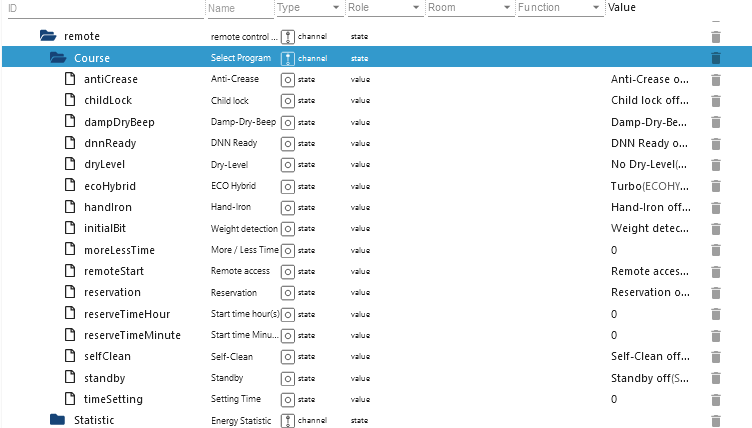 ID Name Type Role Room Function Value
remote remote control ... channel state
Course Select Program channel state
antiCrease Anti-Crease state value Anti-Crease o...
childLock Child lock state value Child lock off...
dampDryBeep Damp-Dry-Beep state value Damp-Dry-Be...
dnnReady DNN Ready state value DNN Ready o...
dryLevel Dry-Level state value No Dry-Level(...
ecoHybrid ECO Hybrid state value Turbo(ECOHY...
handIron Hand-Iron state value Hand-Iron off...
initialBit Weight detection state value Weight detec...
moreLessTime More / Less Time state value 0
remoteStart Remote access state value Remote acces...
reservation Reservation state value Reservation o...
reserveTimeHour Start time hour(s) state value 0
reserveTimeMinute Start time Minu... state value 0
selfClean Self-Clean state value Self-Clean off...
standby Standby state value Standby off(S...
timeSetting Setting Time state value 0
Statistic Energy Statistic channel state